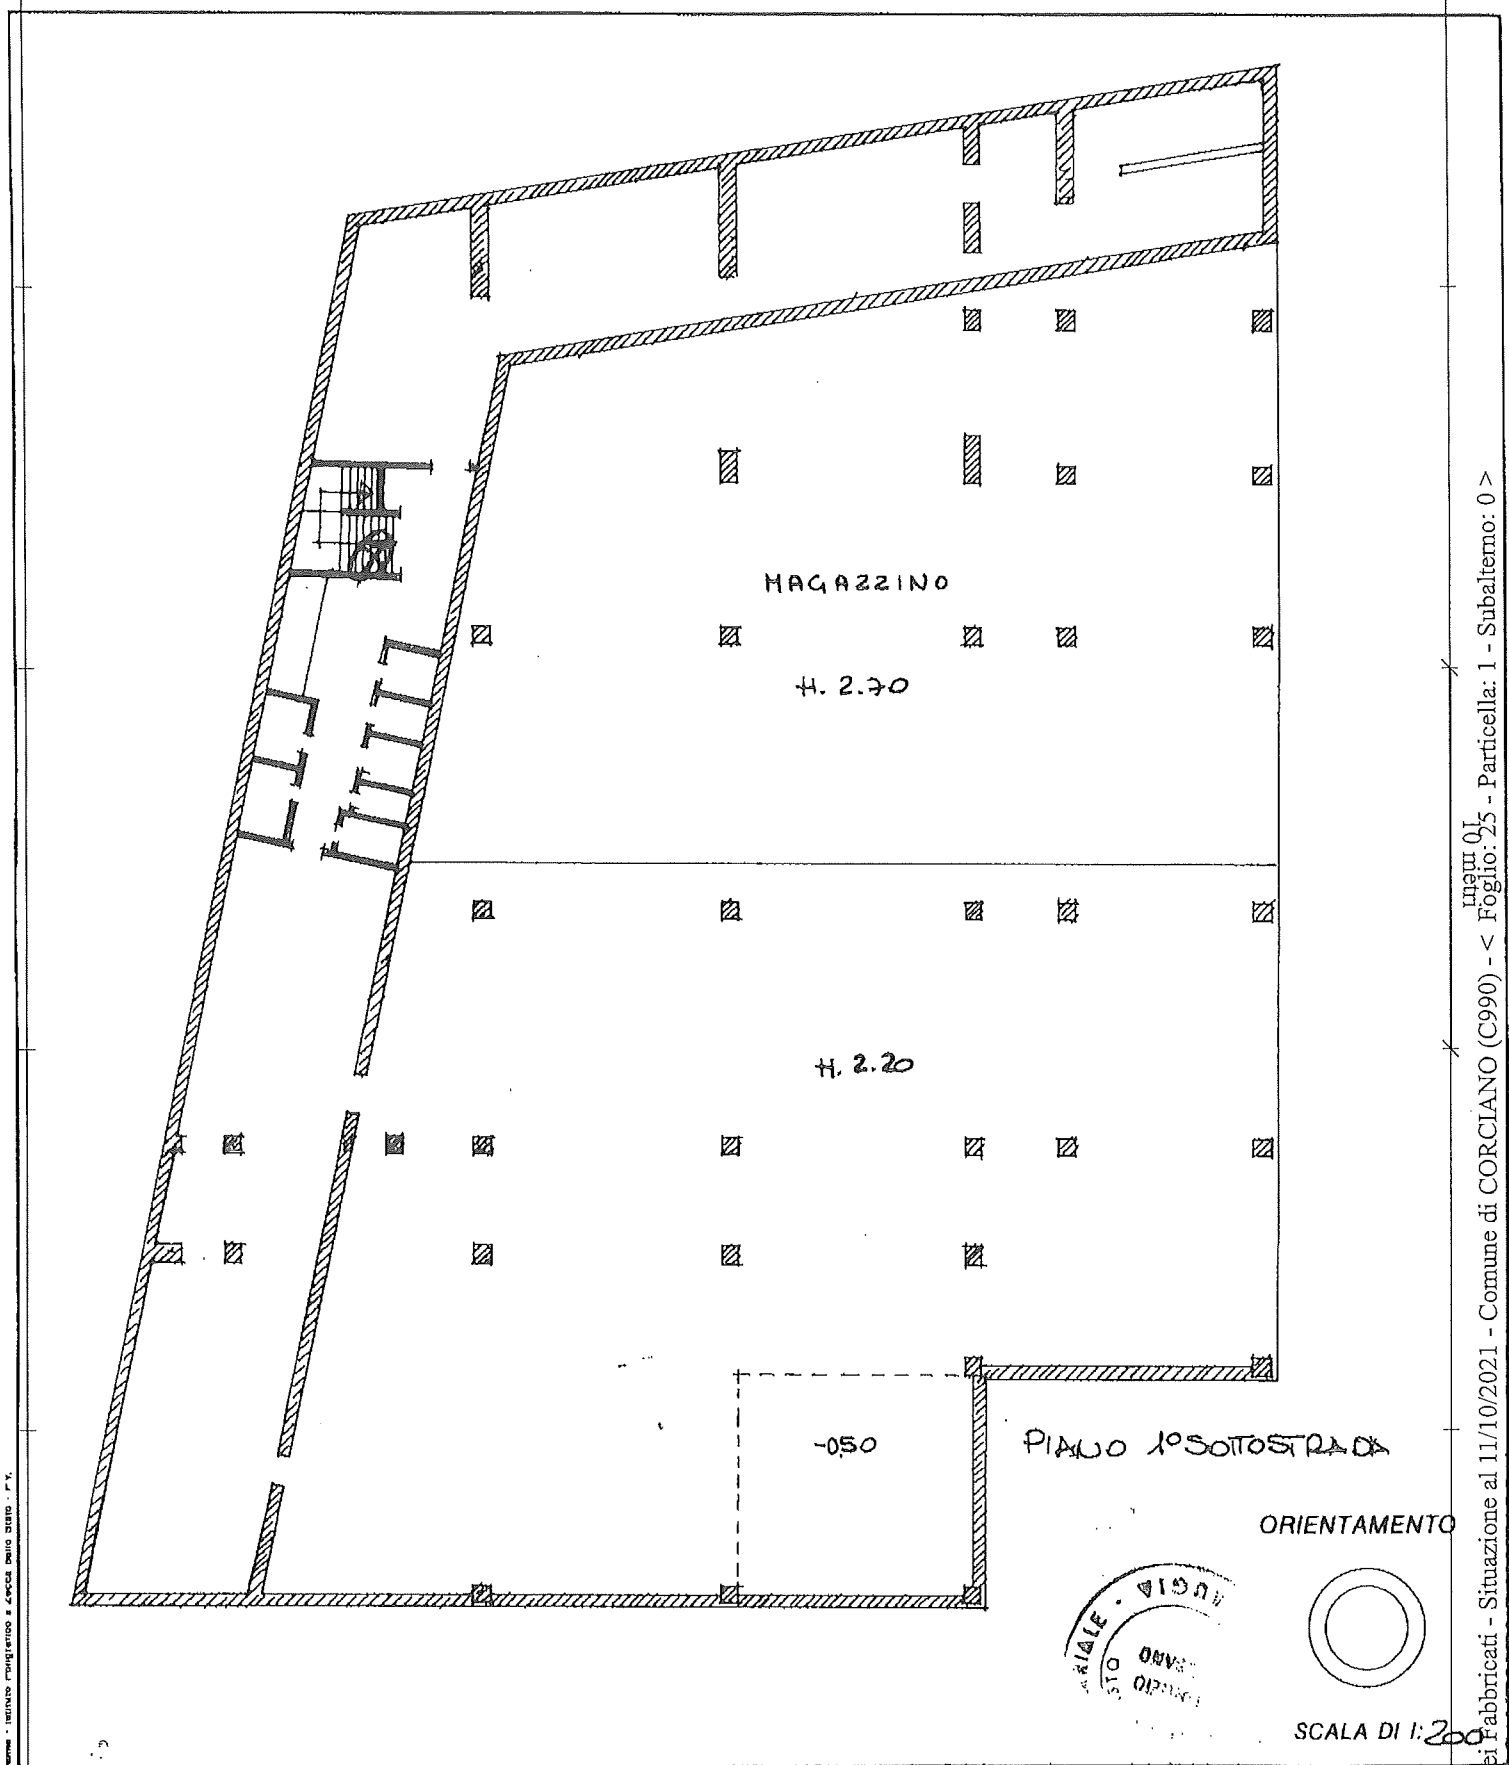 MAGAZZINO
H. 2.70
H. 2.20
-0,50
PIANO 1° SOTTOSTRADA
ORIENTAMENTO
SCALA DI 1: 200
10 metri
ei Fabbricati - Situazione al 11/10/2021 - Comune di CORCIANO (C990) - < Foglio: 25 - Particella: 1 - Subalterno: 0 >